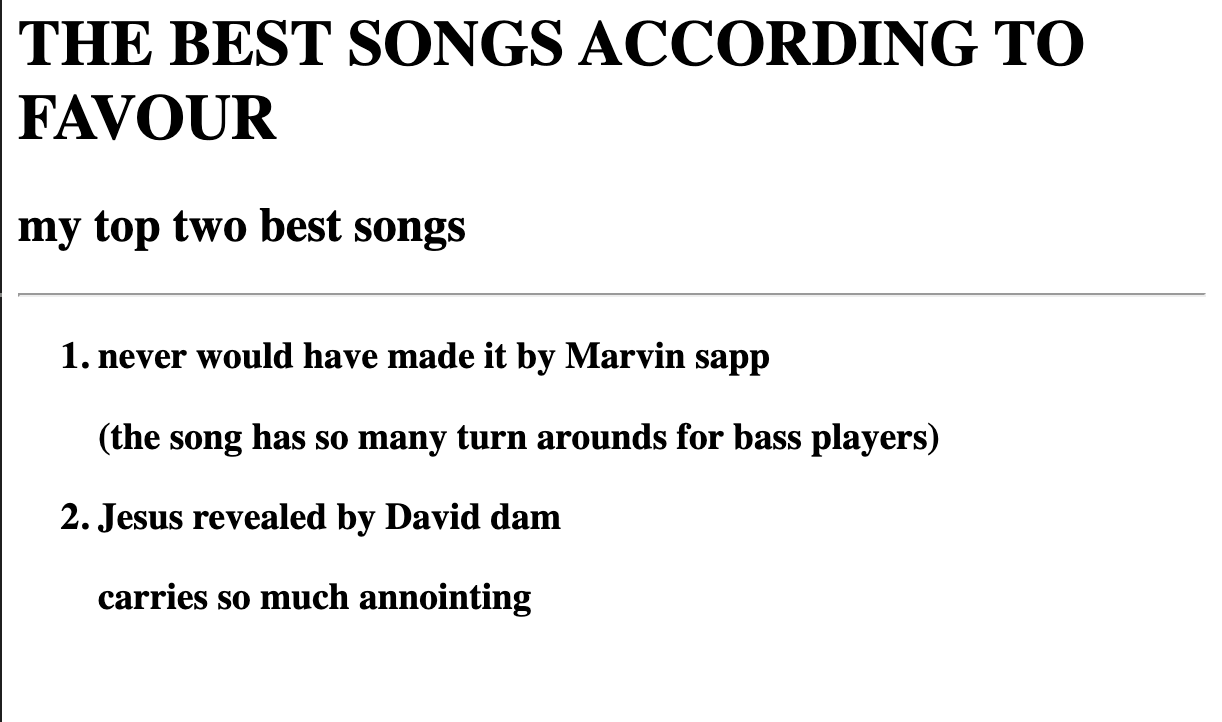 THE BEST SONGS ACCORDING TO
FAVOUR
my top two best songs
1. never would have made it by Marvin sapp
(the song has so many turn arounds for bass players)
2. Jesus revealed by David dam
carries so much annointing